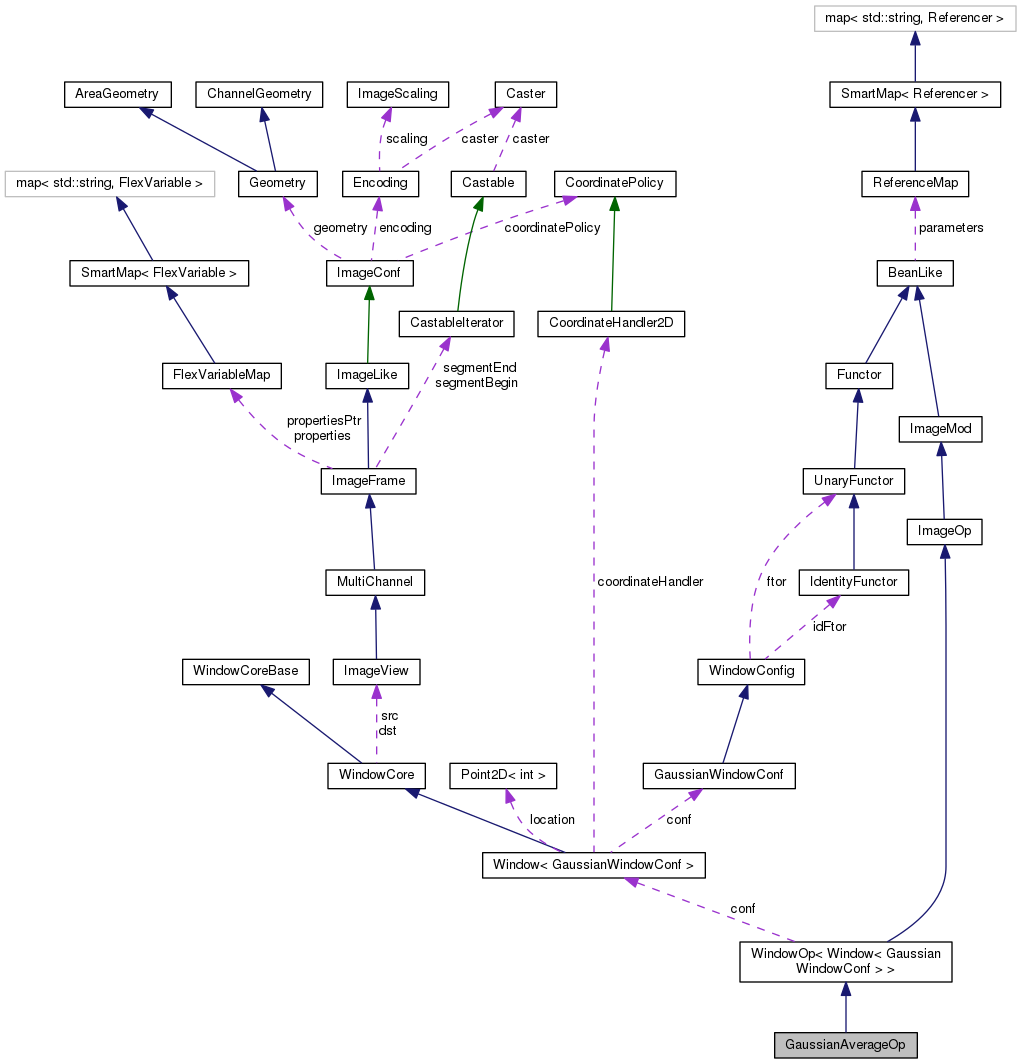 map< std::string, Referencer >
AreaGeometry
ChannelGeometry
ImageScaling
Caster
SmartMap< Referencer >
scaling
caster
caster
map< std::string, FlexVariable >
Geometry
Encoding
Castable
CoordinatePolicy
ReferenceMap
geometry
encoding
coordinatePolicy
parameters
SmartMap< FlexVariable >
ImageConf
BeanLike
CastableIterator
CoordinateHandler2D
FlexVariableMap
ImageLike
segmentEnd
segmentBegin
Functor
propertiesPtr
properties
ImageMod
ImageFrame
UnaryFunctor
ImageOp
MultiChannel
coordinateHandler
ftor
IdentityFunctor
idFtor
WindowCoreBase
ImageView
WindowConfig
src
dst
WindowCore
Point2D< int >
GaussianWindowConf
location
conf
Window< GaussianWindowConf >
conf
WindowOp< Window< Gaussian
WindowConf > >
GaussianAverageOp